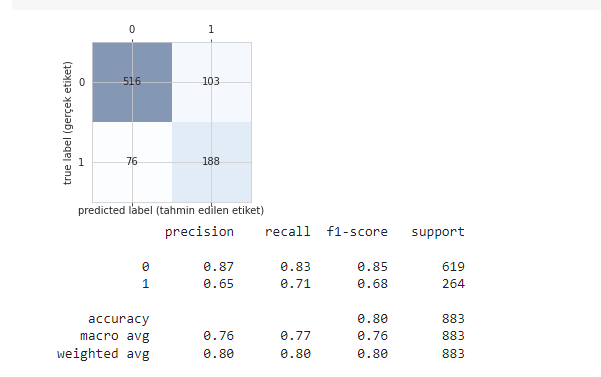 0 1
true label (gerçek etiket)
0 516 103
1 76 188
predicted label (tahmin edilen etiket)
precision recall f1-score support
0 0.87 0.83 0.85 619
1 0.65 0.71 0.68 264
accuracy 0.80 883
macro avg 0.76 0.77 0.76 883
weighted avg 0.80 0.80 0.80 883